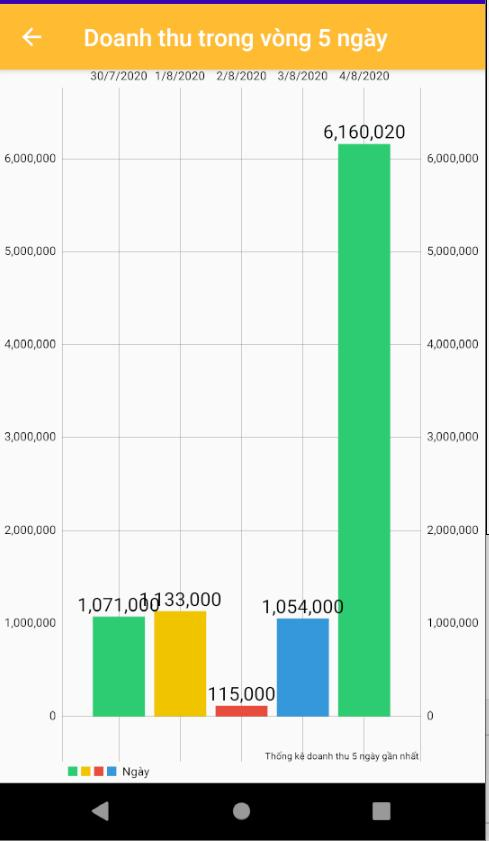 Doanh thu trong vòng 5 ngày
30/7/2020 1/8/2020 2/8/2020 3/8/2020 4/8/2020
6,160,020
6,000,000 6,000,000
5,000,000 5,000,000
4,000,000 4,000,000
3,000,000 3,000,000
2,000,000 2,000,000
1,071,000 1,133,000 1,054,000
1,000,000 1,000,000
115,000
0 0
Thống kê doanh thu 5 ngày gần nhất
Ngày